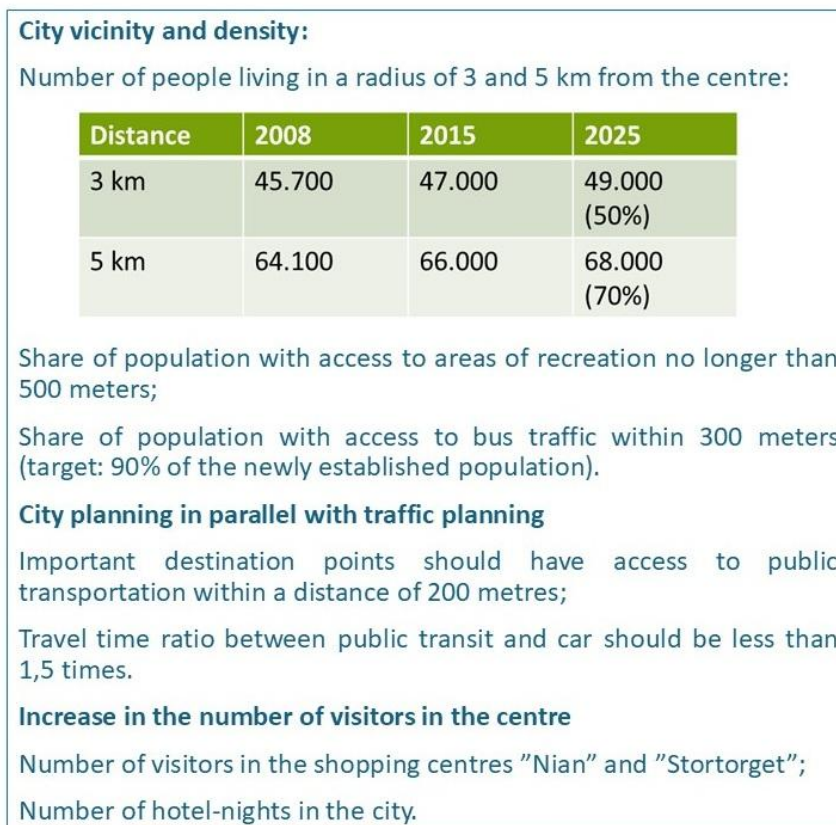 City vicinity and density:
Number of people living in a radius of 3 and 5 km from the centre:
Distance 2008 2015 2025
3 km 45.700 47.000 49.000
(50%)
5 km 64.100 66.000 68.000
(70%)
Share of population with access to areas of recreation no longer than
500 meters;
Share of population with access to bus traffic within 300 meters
(target: 90% of the newly established population).
City planning in parallel with traffic planning
Important destination points should have access to public
transportation within a distance of 200 metres;
Travel time ratio between public transit and car should be less than
1,5 times.
Increase in the number of visitors in the centre
Number of visitors in the shopping centres ”Nian” and ”Stortorget”;
Number of hotel-nights in the city.